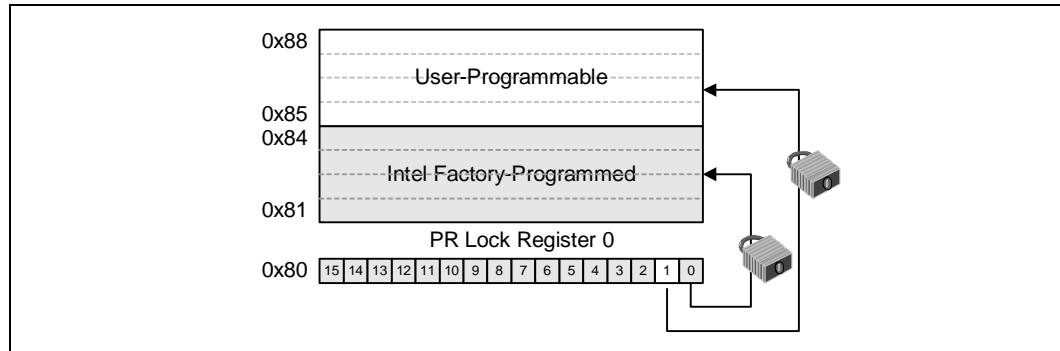 0x88
User-Programmable
0x85
0x84
Intel Factory-Programmed
0x81
PR Lock Register 0
0x80 15 14 13 12 11 10 9 8 7 6 5 4 3 2 1 0